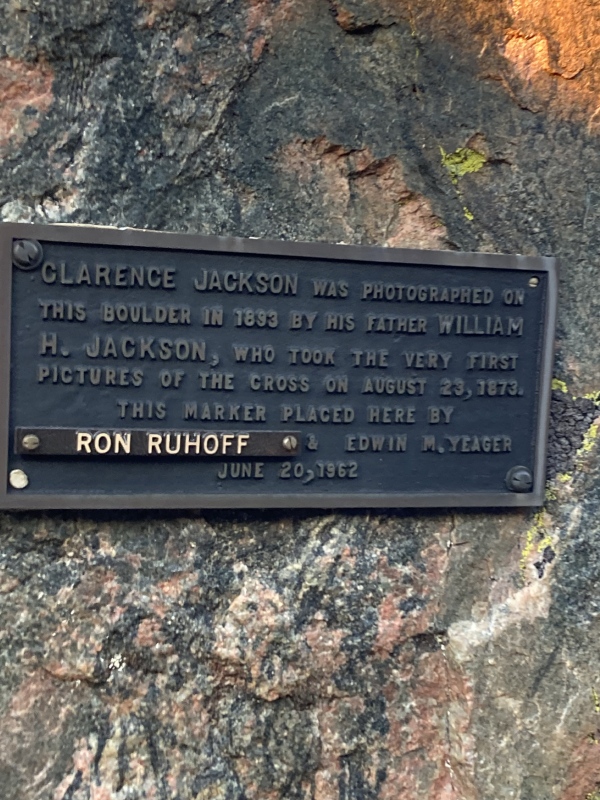 CLARENCE JACKSON WAS PHOTOGRAPHED ON
THIS BOULDER IN 1893 BY HIS FATHER WILLIAM
H. JACKSON, WHO TOOK THE VERY FIRST
PICTURES OF THE CROSS ON AUGUST 23, 1873.
THIS MARKER PLACED HERE BY
RON RUHOFF & EDWIN M. YEAGER
JUNE 20, 1962